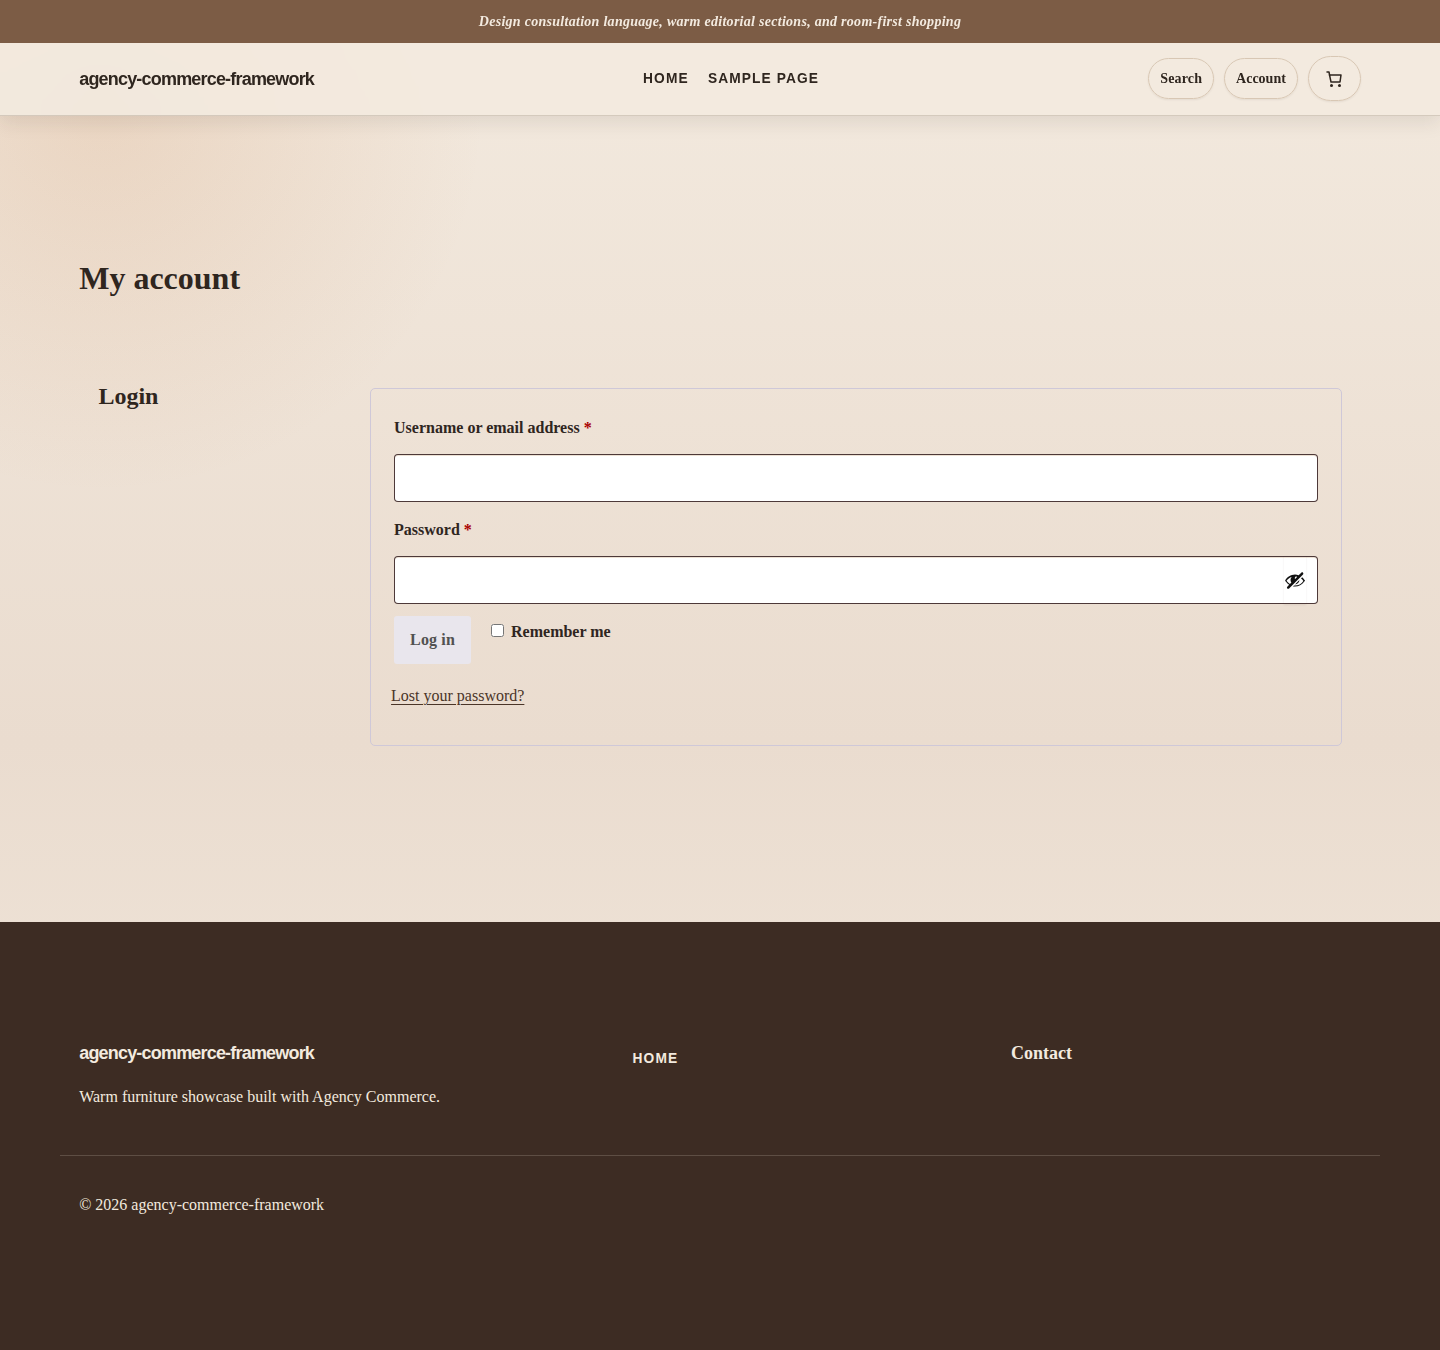 Design consultation language, warm editorial sections, and room-first shopping
agency-commerce-framework
HOME SAMPLE PAGE
Search Account
My account
Login
Username or email address *
Password *
Log in
Remember me
Lost your password?
agency-commerce-framework
Warm furniture showcase built with Agency Commerce.
HOME
Contact
© 2026 agency-commerce-framework